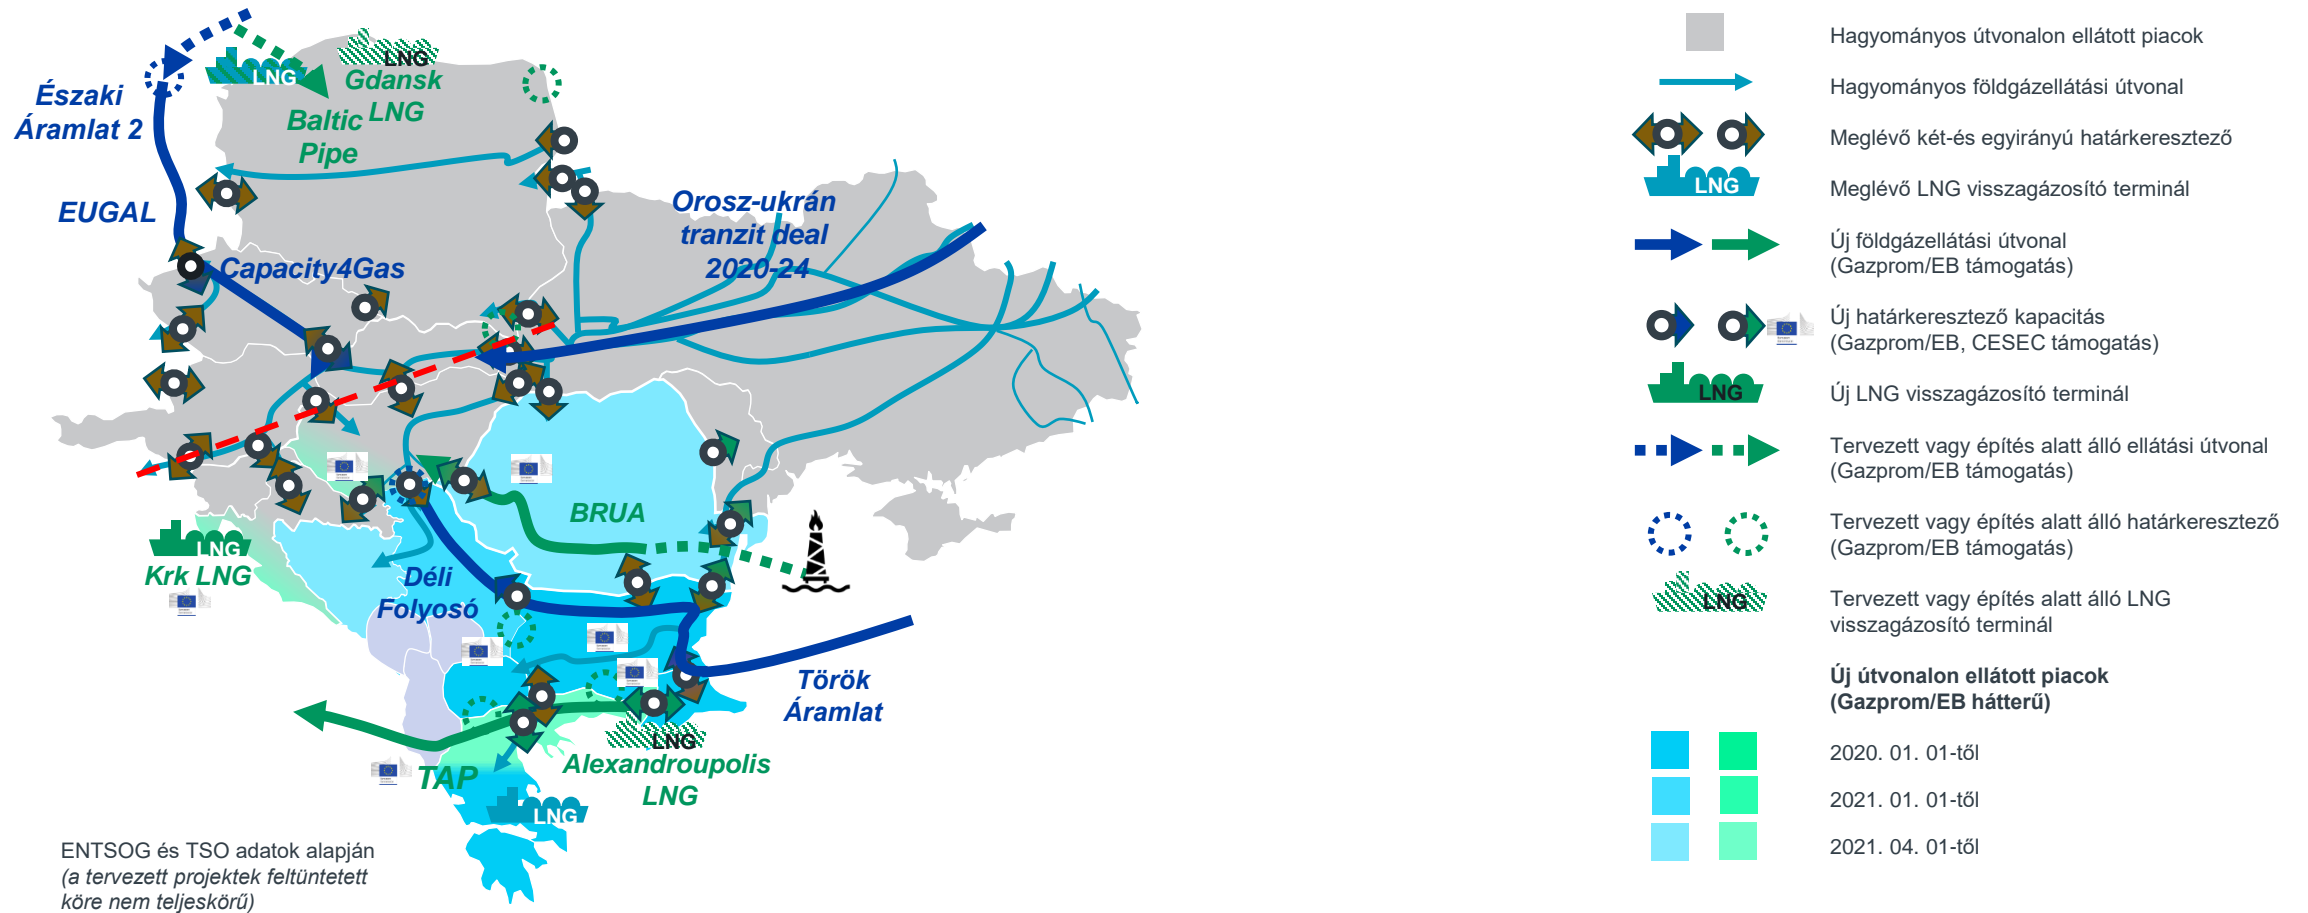 LNG
LNG
Gdansk
LNG
Északi
Áramlat 2
Baltic
Pipe
EUGAL
Orosz-ukrán
tranzit deal
2020-24
Capacity4Gas
BRUA
LNG
Krk LNG
Déli
Folyosó
Török
Áramlat
LNG
Alexandroupolis
LNG
TAP
LNG
ENTSOG és TSO adatok alapján
(a tervezett projektek feltüntetett
köre nem teljeskörű)
Hagyományos útvonalon ellátott piacok
Hagyományos földgázellátási útvonal
Meglévő két-és egyirányú határkeresztező
LNG
Meglévő LNG visszagázosító terminál
Új földgázellátási útvonal
(Gazprom/EB támogatás)
Új határkeresztező kapacitás
(Gazprom/EB, CESEC támogatás)
LNG
Új LNG visszagázosító terminál
Tervezett vagy építés alatt álló ellátási útvonal
(Gazprom/EB támogatás)
Tervezett vagy építés alatt álló határkeresztező
(Gazprom/EB támogatás)
LNG
Tervezett vagy építés alatt álló LNG
visszagázosító terminál
Új útvonalon ellátott piacok
(Gazprom/EB hátterű)
2020. 01. 01-től
2021. 01. 01-től
2021. 04. 01-től